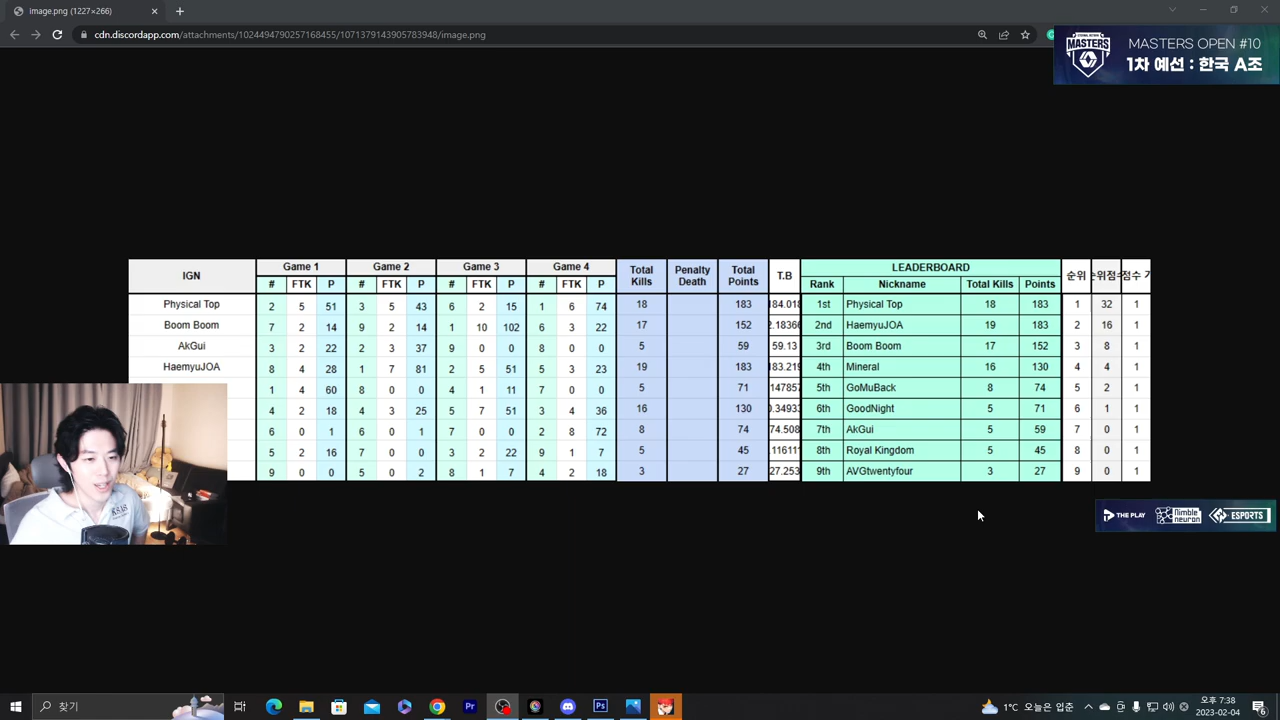 image.png (1227×266)
cdn.discordapp.com/attachments/1024494790257168455/1071379143905783948/image.png
MASTERS
MASTERS OPEN #10
1차 예선 : 한국 A조
IGN Game 1 Game 2 Game 3 Game 4 Total Kills Penalty Death Total Points T.B LEADERBOARD 순위
# FTK P # FTK P # FTK P # FTK P Rank Nickname Total Kills Points
Physical Top 2 5 51 3 5 43 6 2 15 1 6 74 18 183 1st Physical Top 18 183 1 32 1
Boom Boom 7 2 14 9 2 14 1 10 102 6 3 22 17 152 2nd HaemyuJOA 19 183 2 16 1
AkGui 3 2 22 2 3 37 9 0 0 8 0 0 5 59 59.13 3rd Boom Boom 17 152 3 8 1
HaemyuJOA 8 4 28 1 7 81 2 5 51 5 3 23 19 183 4th Mineral 16 130 4 4 1
1 4 60 8 0 0 4 1 11 7 0 0 5 71 5th GoMuBack 8 74 5 2 1
4 2 18 4 3 25 5 7 51 3 4 36 16 130 6th GoodNight 5 71 6 1 1
6 0 1 6 0 1 7 0 0 2 8 72 8 74 74.508 7th AkGui 5 59 7 0 1
5 2 16 7 0 0 3 2 22 9 1 7 5 45 8th Royal Kingdom 5 45 8 0 1
9 0 0 5 0 2 8 1 7 4 2 18 3 27 27.253 9th AVGtwentyfour 3 27 9 0 1
THE PLAY nimble neuron ESPORTS
찾기
Pr
Ps
1°C 오늘은 입춘
오후 7:38
2023-02-04